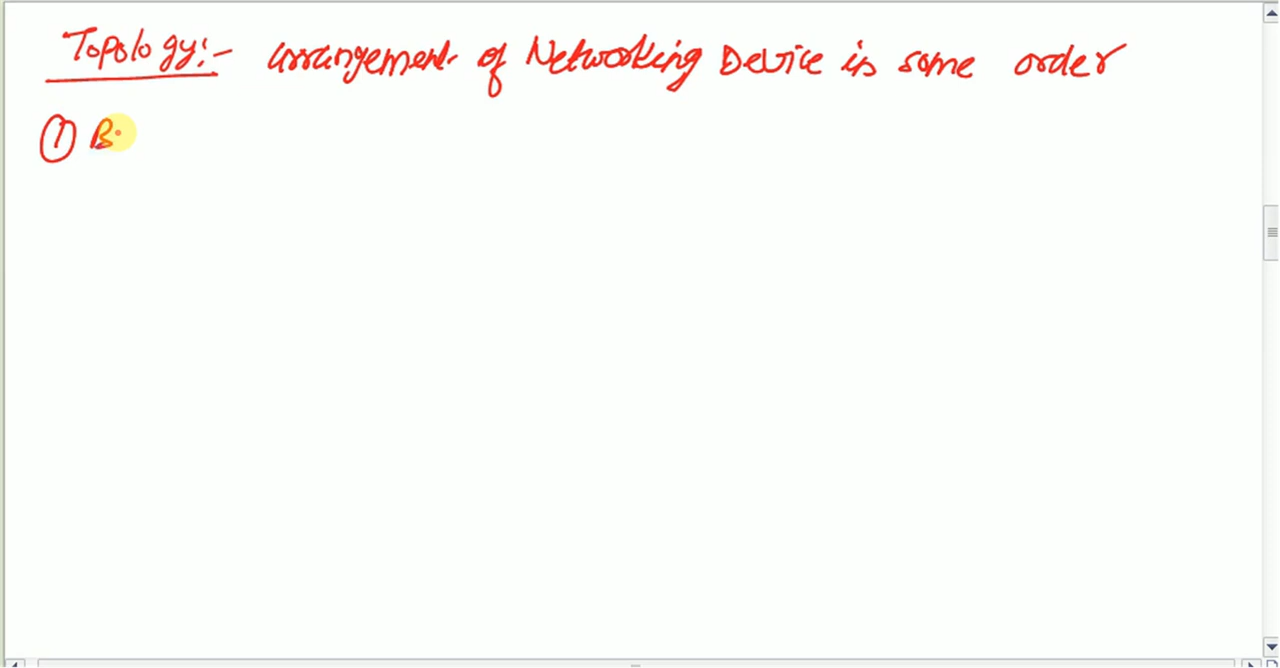 Topology:- arrangement of Networking Device in some order
① B